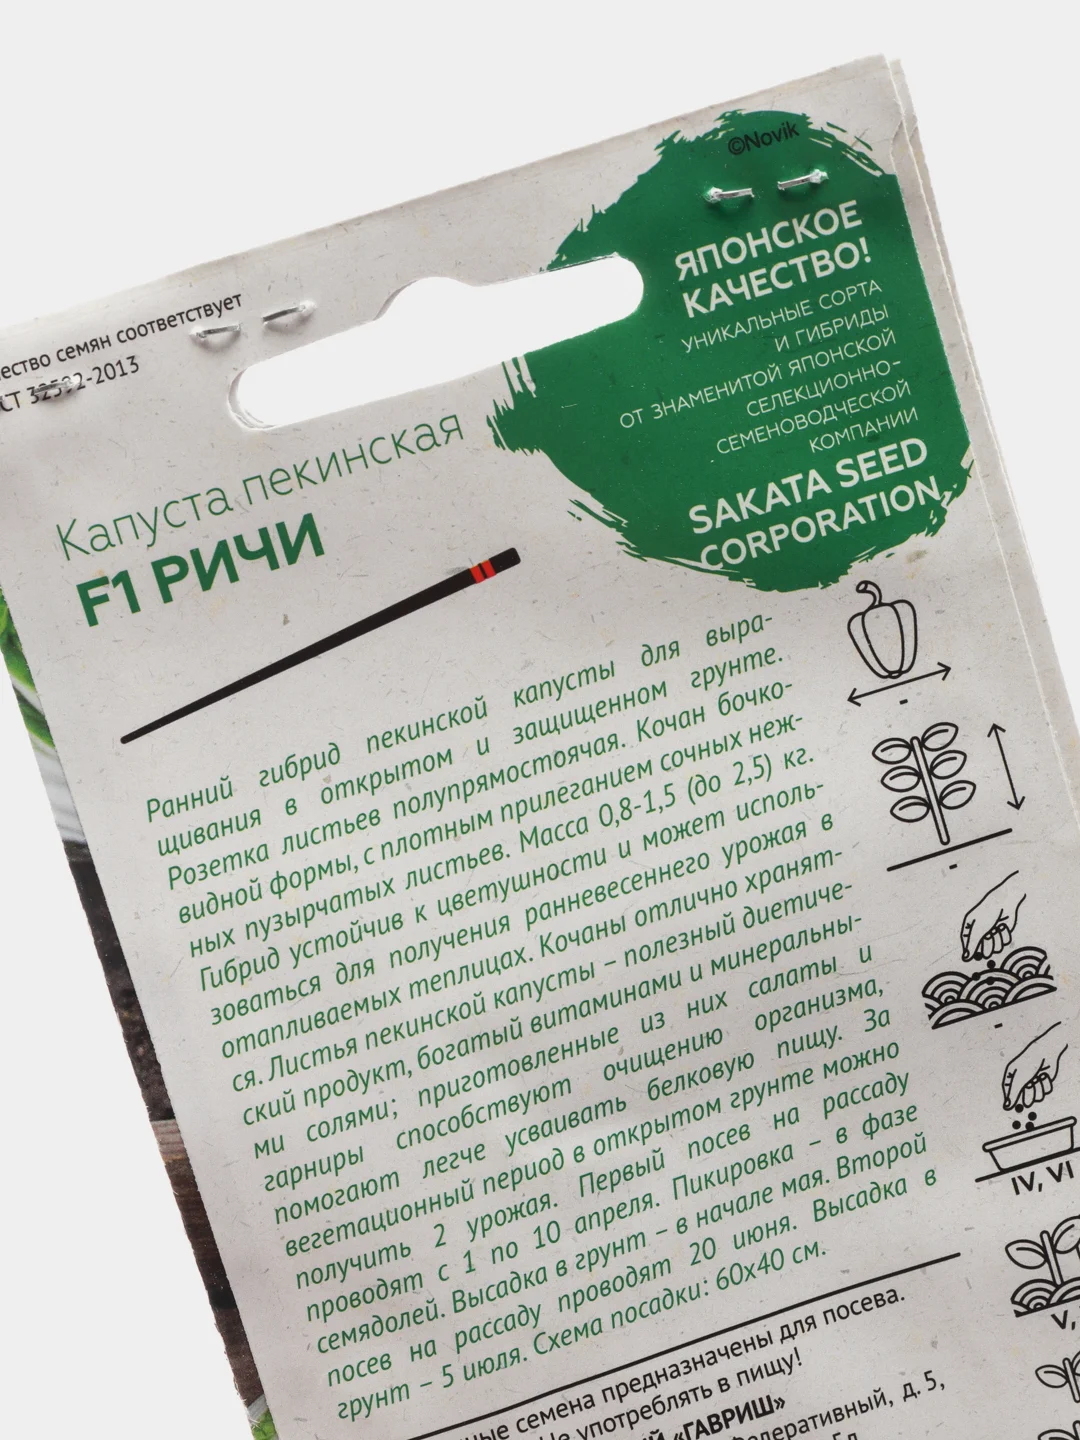 ©Novik
ЯПОНСКОЕ
КАЧЕСТВО!
УНИКАЛЬНЫЕ СОРТА
И ГИБРИДЫ
ОТ ЗНАМЕНИТОЙ ЯПОНСКОЙ
СЕЛЕКЦИОННО-
СЕМЕНОВОДЧЕСКОЙ
КОМПАНИИ
SAKATA SEED
CORPORATION
ество семян соответствует
СТ 32592-2013
Капуста пекинская
F1 РИЧИ
Ранний гибрид пекинской капусты для выра-
щивания в открытом и защищенном грунте.
Розетка листьев полупрямостоячая. Кочан бочко-
видной формы, с плотным прилеганием сочных неж-
ных пузырчатых листьев. Масса 0,8-1,5 (до 2,5) кг.
Гибрид устойчив к цветушности и может исполь-
зоваться для получения ранневесеннего урожая в
отапливаемых теплицах. Кочаны отлично хранят-
ся. Листья пекинской капусты – полезный диетиче-
ский продукт, богатый витаминами и минеральны-
ми солями; приготовленные из них салаты и
гарниры способствуют очищению организма,
помогают легче усваивать белковую пищу. За
вегетационный период в открытом грунте можно
получить 2 урожая. Первый посев на рассаду
проводят с 1 по 10 апреля. Пикировка – в фазе
семядолей. Высадка в грунт – в начале мая. Второй
посев на рассаду проводят 20 июня. Высадка в
грунт – 5 июля. Схема посадки: 60х40 см.
-
-
-
IV, VI
V,
ные семена предназначены для посева.
Не употреблять в пищу!
Й «ГАВРИШ»
едеративный, д. 5,